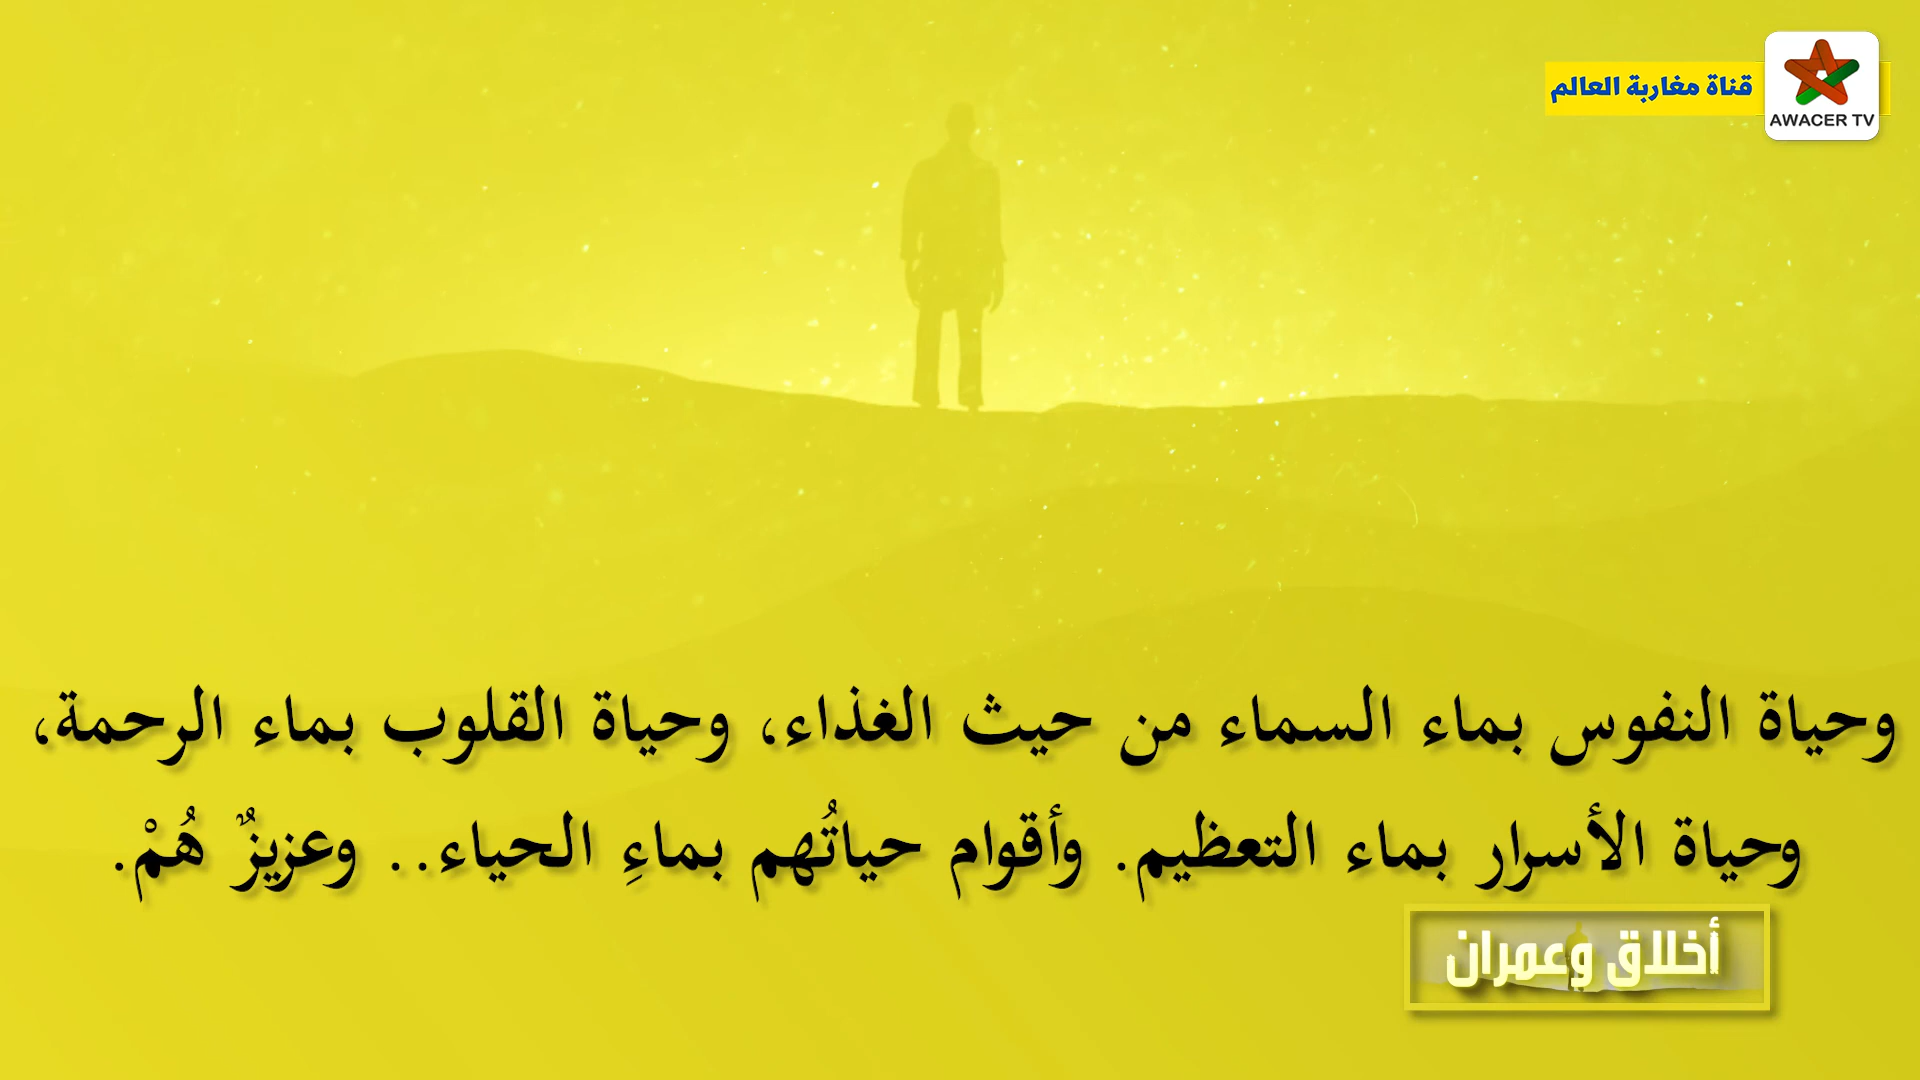 قناة مغاربة العالم
AWACER TV
وحياة النفوس بماء السماء من حيث الغذاء، وحياة القلوب بماء الرحمة،
وحياة الأسرار بماء التعظيم. وأقوام حياتُهم بماءِ الحياء.. وعزيزٌ هُمْ.
أخلاق وعمران